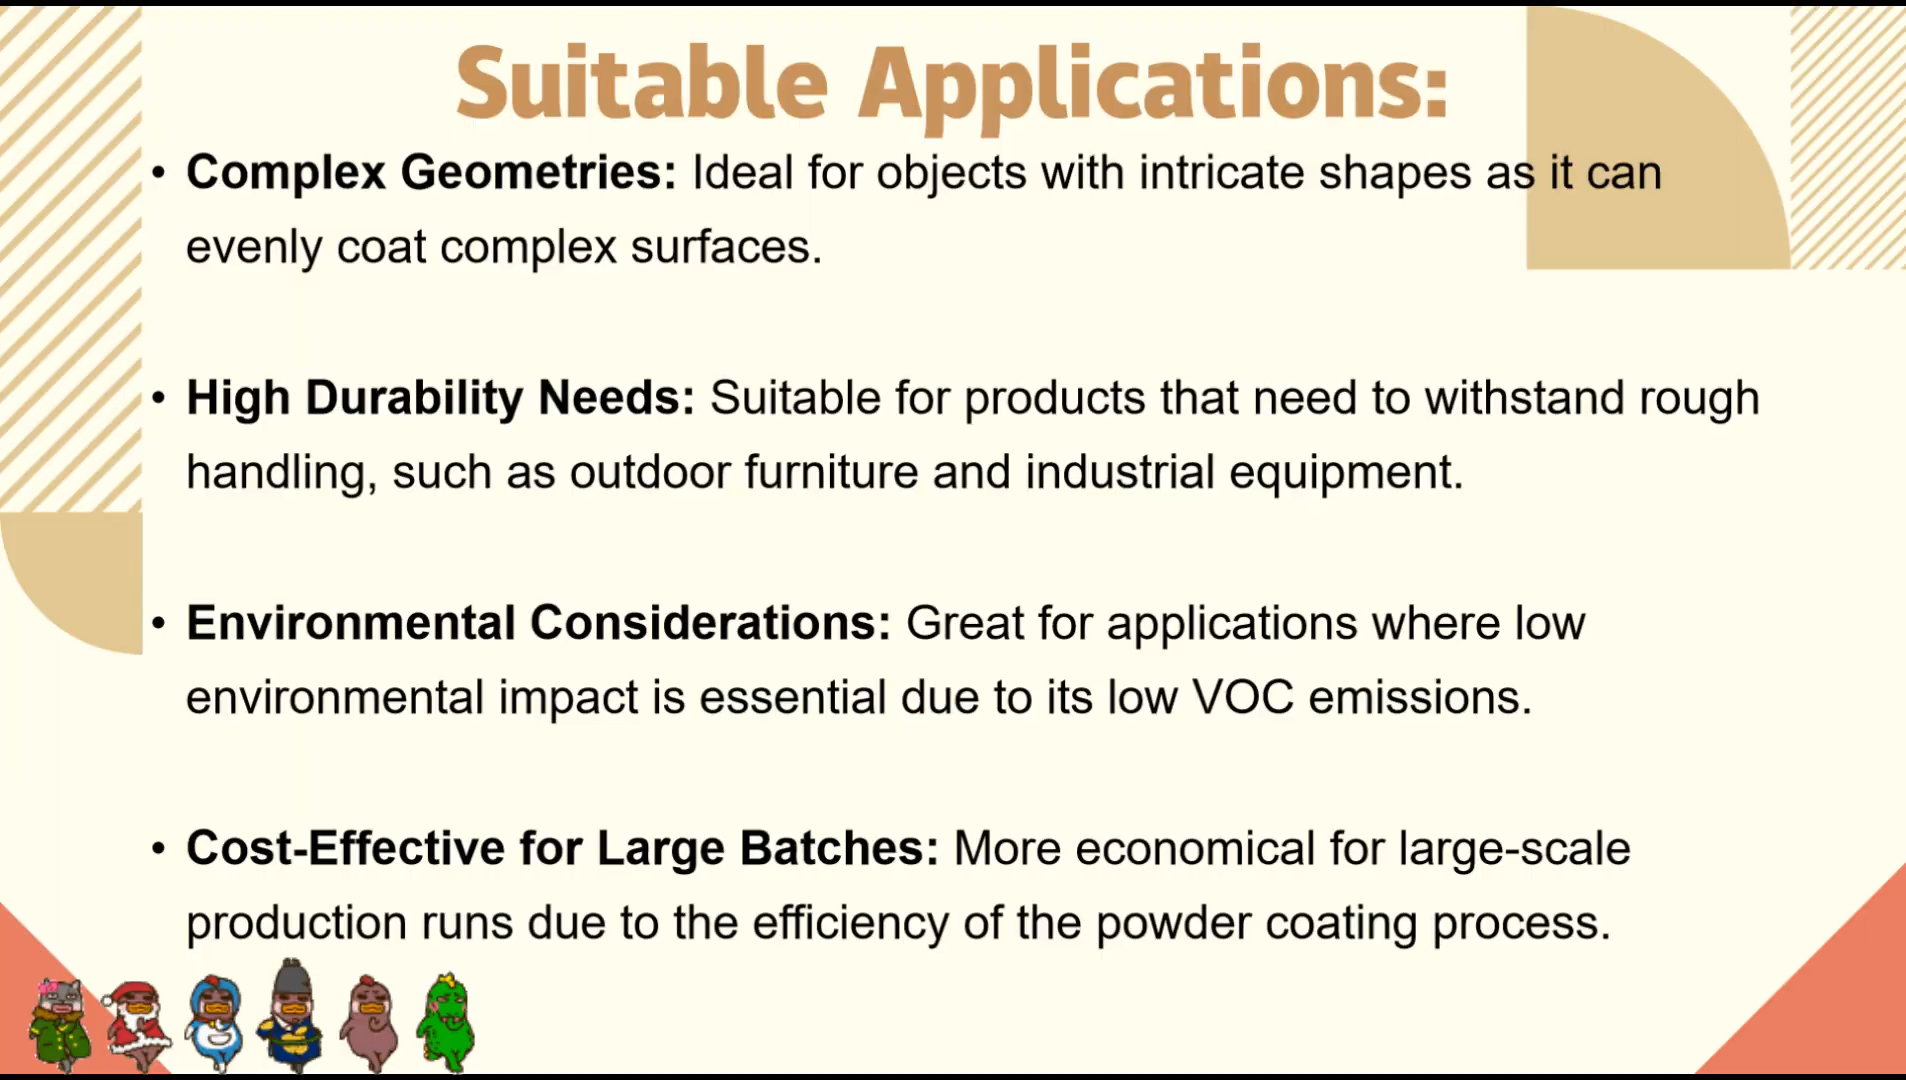 Suitable Applications:
• Complex Geometries: Ideal for objects with intricate shapes as it can
evenly coat complex surfaces.
• High Durability Needs: Suitable for products that need to withstand rough
handling, such as outdoor furniture and industrial equipment.
• Environmental Considerations: Great for applications where low
environmental impact is essential due to its low VOC emissions.
• Cost-Effective for Large Batches: More economical for large-scale
production runs due to the efficiency of the powder coating process.